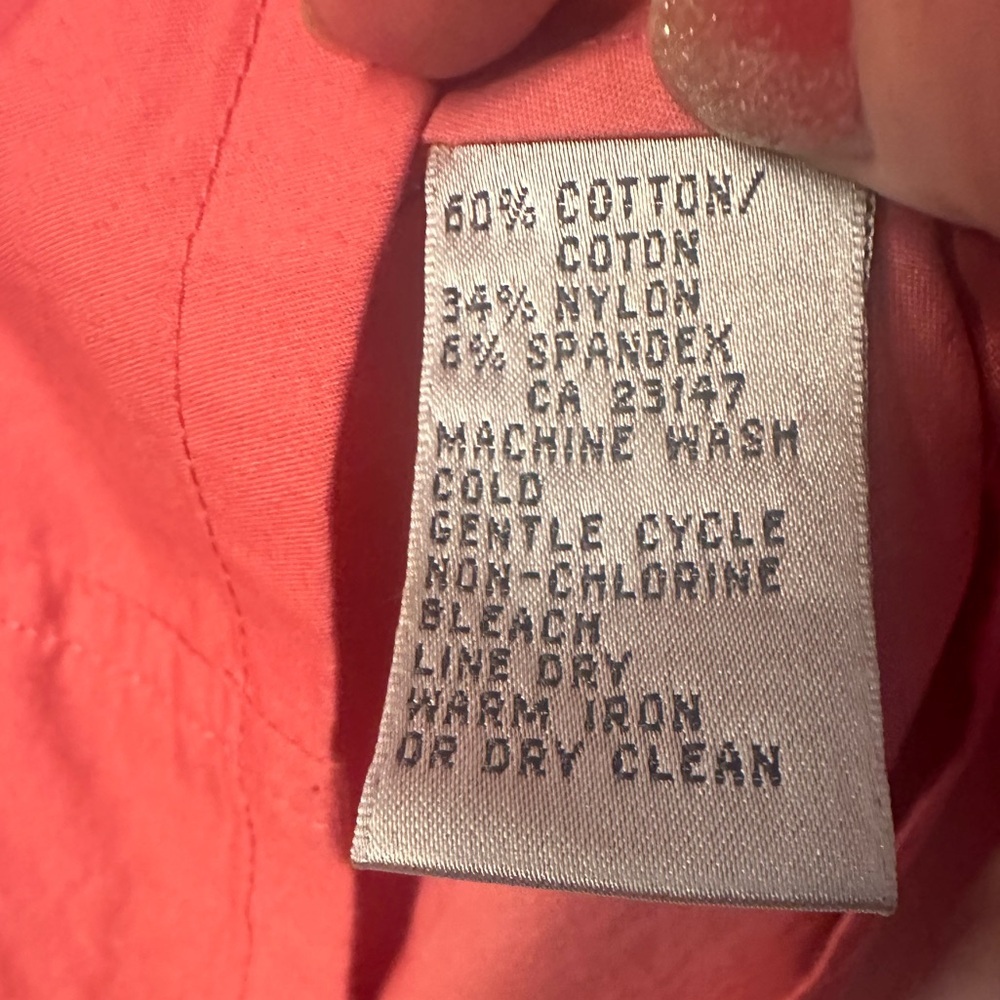 60% COTTON/
COTON
34% NYLON
6% SPANDEX
CA 23147
MACHINE WASH
COLD
GENTLE CYCLE
NON-CHLORINE
BLEACH
LINE DRY
WARM IRON
OR DRY CLEAN